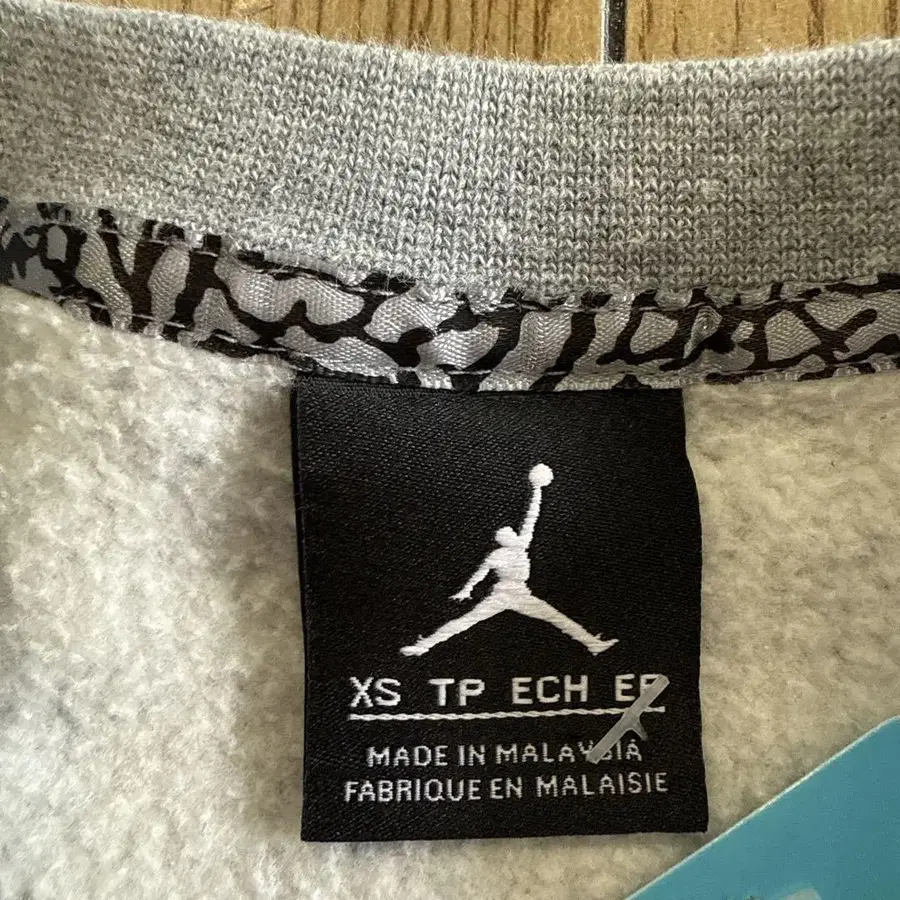 XS TP ECH EP
MADE IN MALAYSIA
FABRIQUE EN MALAISIE